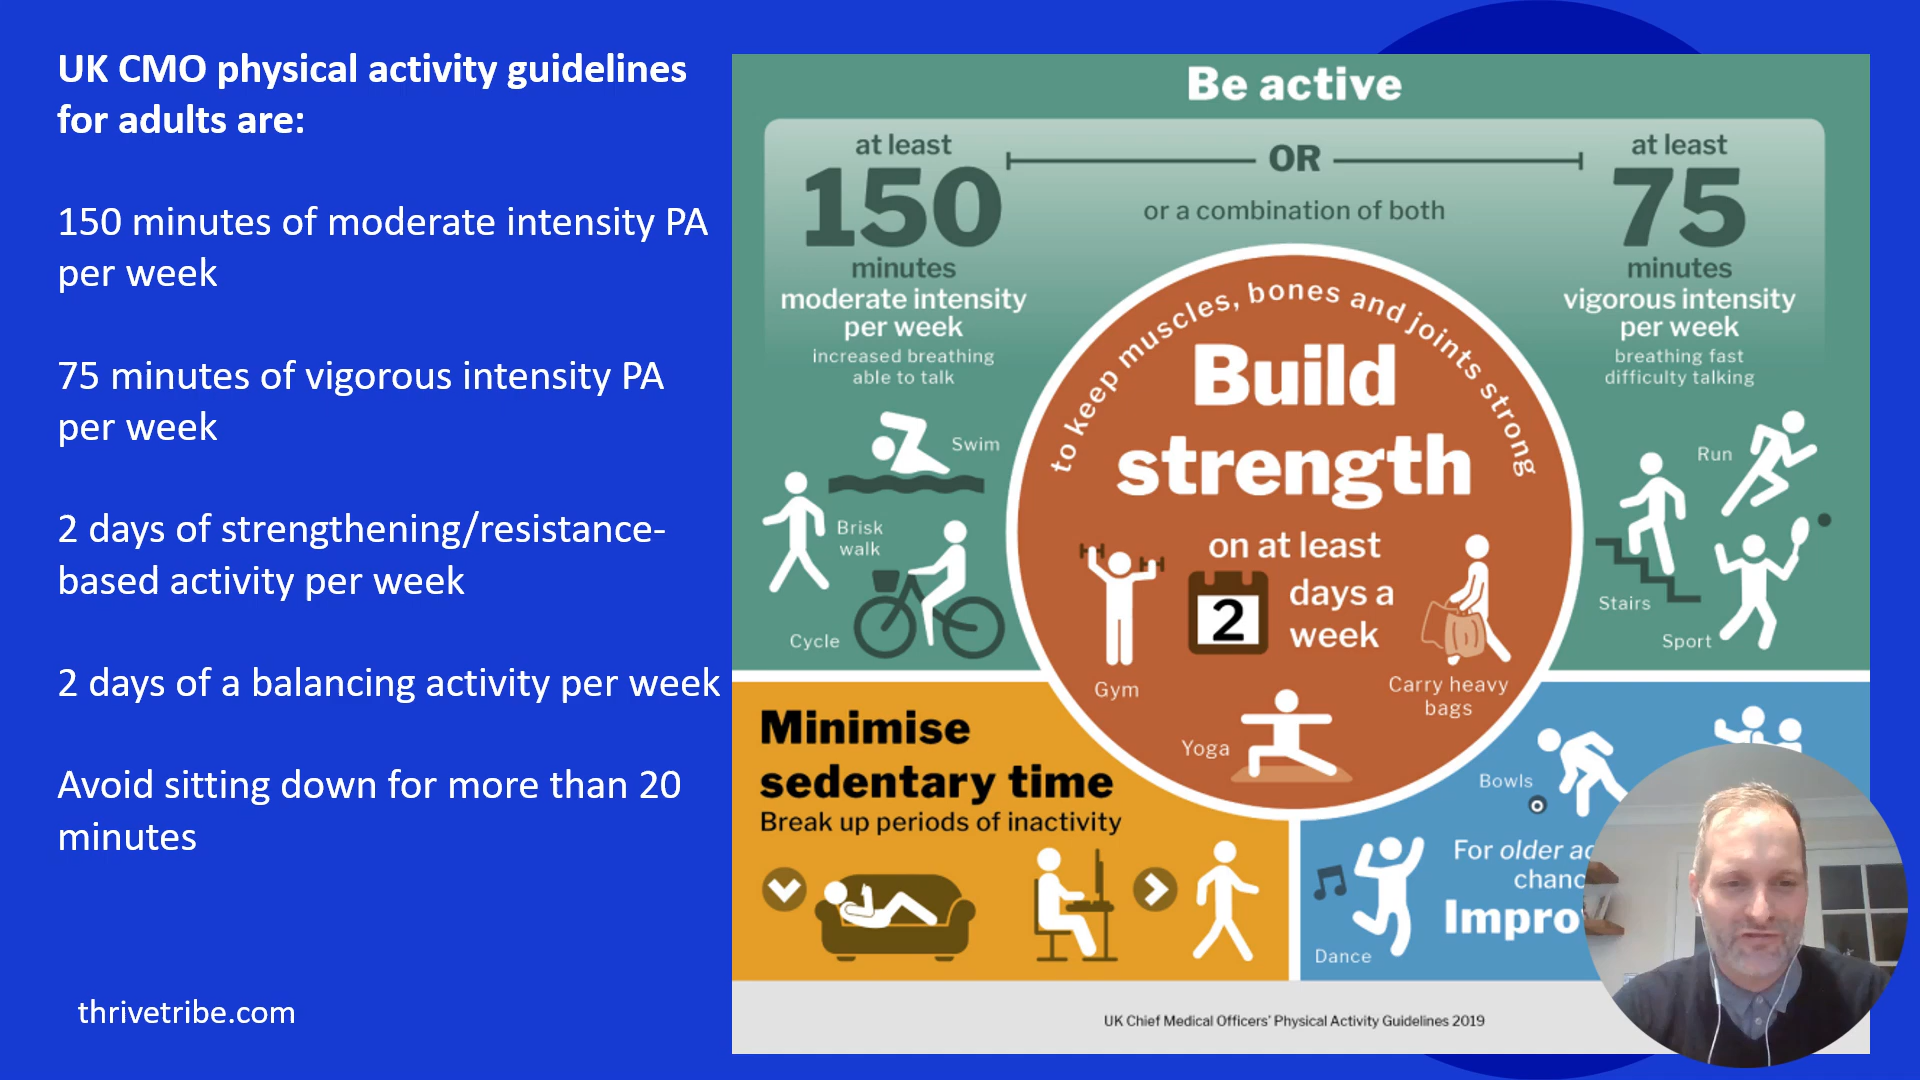 UK CMO physical activity guidelines
for adults are:
150 minutes of moderate intensity PA
per week
75 minutes of vigorous intensity PA
per week
2 days of strengthening/resistance-
based activity per week
2 days of a balancing activity per week
Avoid sitting down for more than 20
minutes
thrivetribe.com
Be active
at least
150
minutes
moderate intensity
per week
increased breathing
able to talk
OR
or a combination of both
at least
75
minutes
vigorous intensity
per week
breathing fast
difficulty talking
Swim
Brisk
walk
Cycle
to keep muscles, bones and joints strong
Build
strength
on at least
2
days a
week
Gym
Carry heavy
bags
Yoga
Run
Stairs
Sport
Minimise
sedentary time
Break up periods of inactivity
Bowls
For older
Dance
UK Chief Medical Officers' Physical Activity Guidelines 2019